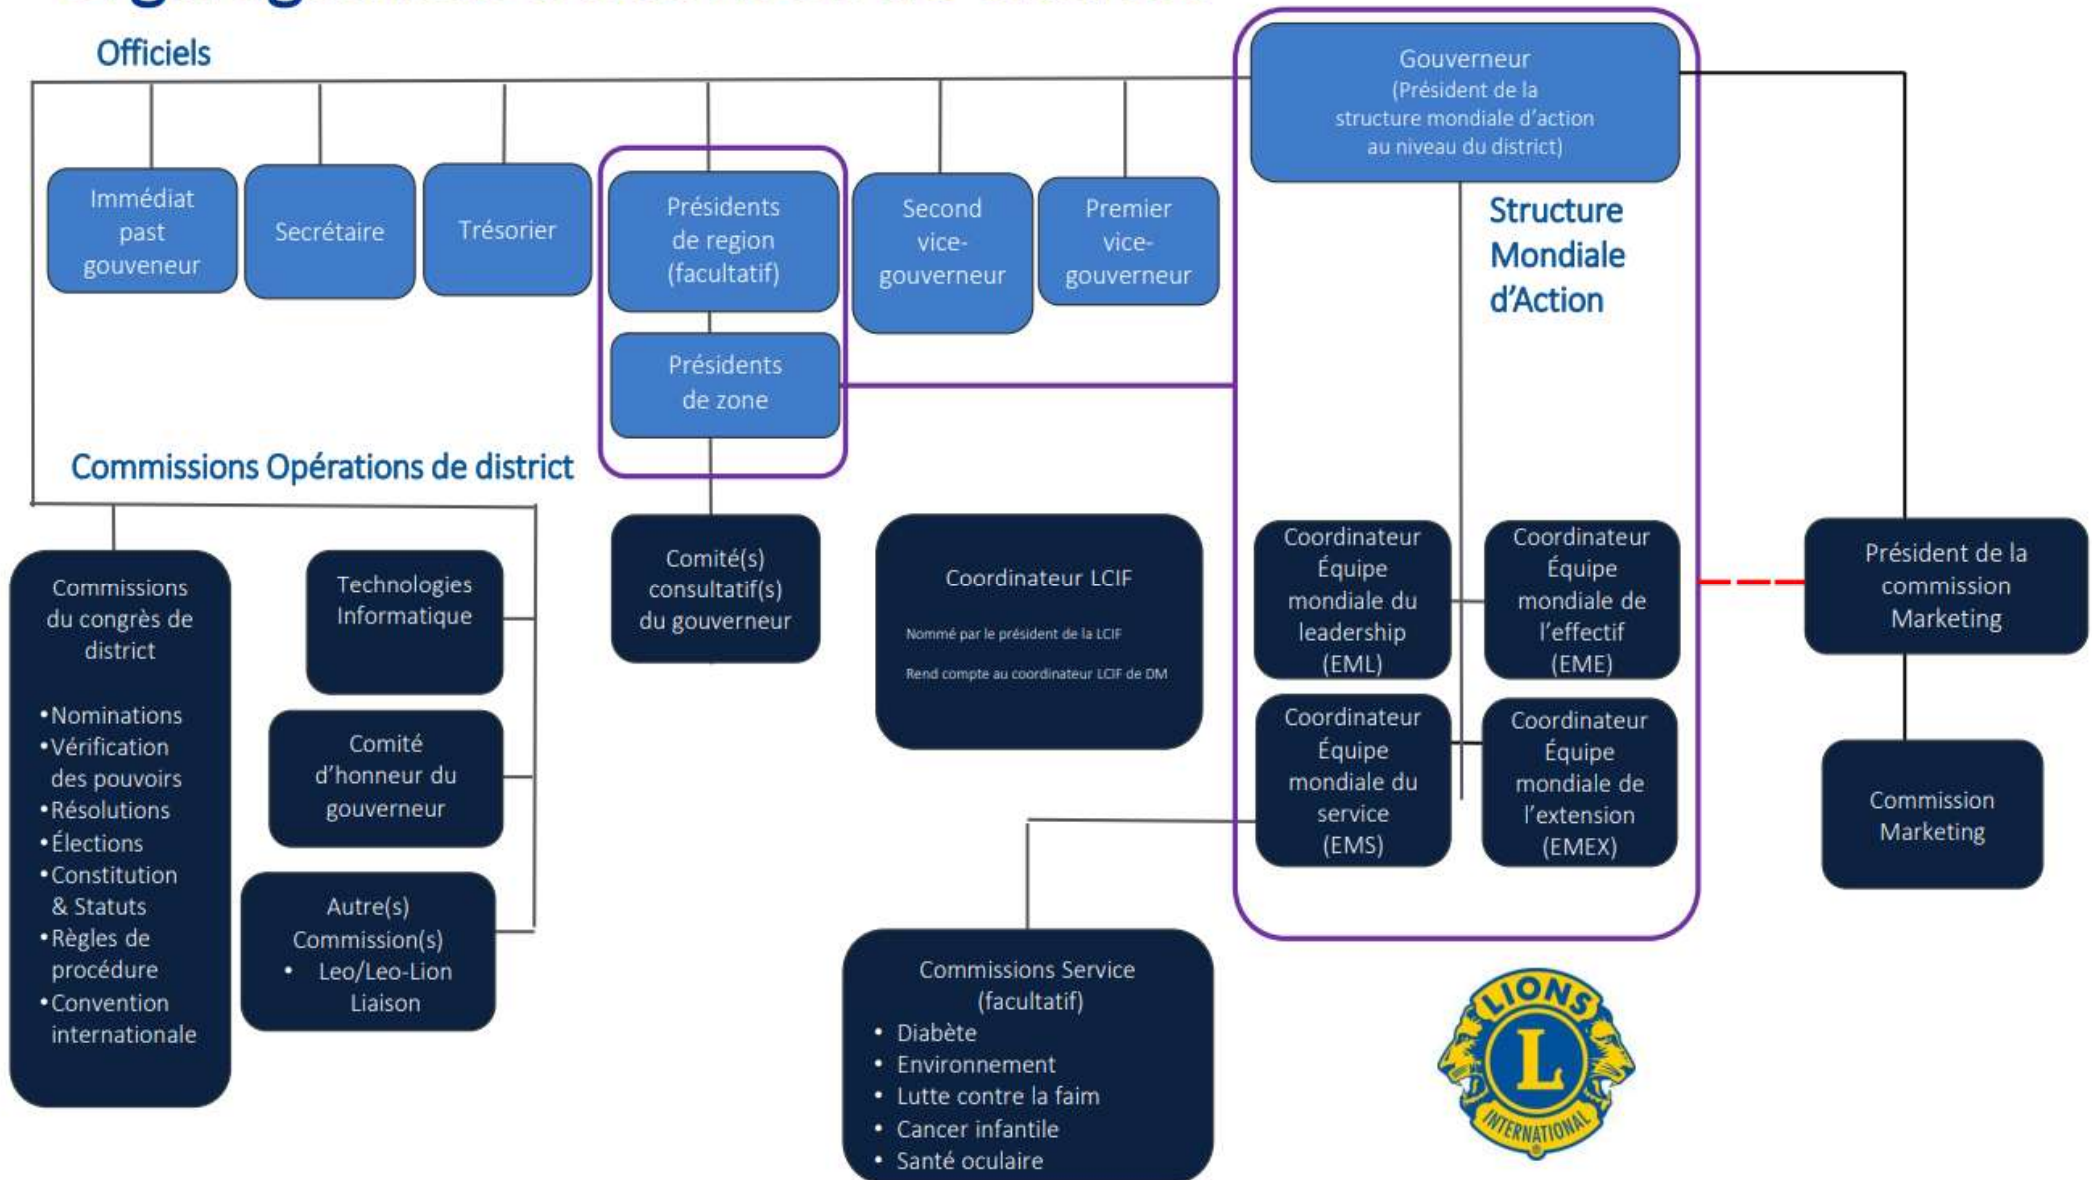 Officiels
Gouverneur
(Président de la
structure mondiale d'action
au niveau du district)
Immédiat
past
gouveneur
Secrétaire
Trésorier
Présidents
de region
(facultatif)
Second
vice-
gouverneur
Premier
vice-
gouverneur
Structure
Mondiale
d'Action
Présidents
de zone
Commissions Opérations de district
Commissions
du congrès de
district
•Nominations
•Vérification
des pouvoirs
•Résolutions
•Élections
•Constitution
& Statuts
•Règles de
procédure
•Convention
internationale
Technologies
Informatique
Comité
d'honneur du
gouverneur
Autre(s)
Commission(s)
• Leo/Leo-Lion
Liaison
Comité(s)
consultatif(s)
du gouverneur
Coordinateur LCIF
Nommé par le président de la LCIF
Rend compte au coordinateur LCIF de DM
Coordinateur
Équipe
mondiale du
leadership
(EML)
Coordinateur
Équipe
mondiale de
l'effectif
(EME)
Coordinateur
Équipe
mondiale du
service
(EMS)
Coordinateur
Équipe
mondiale de
l'extension
(EMEX)
Président de la
commission
Marketing
Commission
Marketing
Commissions Service
(facultatif)
• Diabète
• Environnement
• Lutte contre la faim
• Cancer infantile
• Santé oculaire
LIONS
L
INTERNATIONAL
®